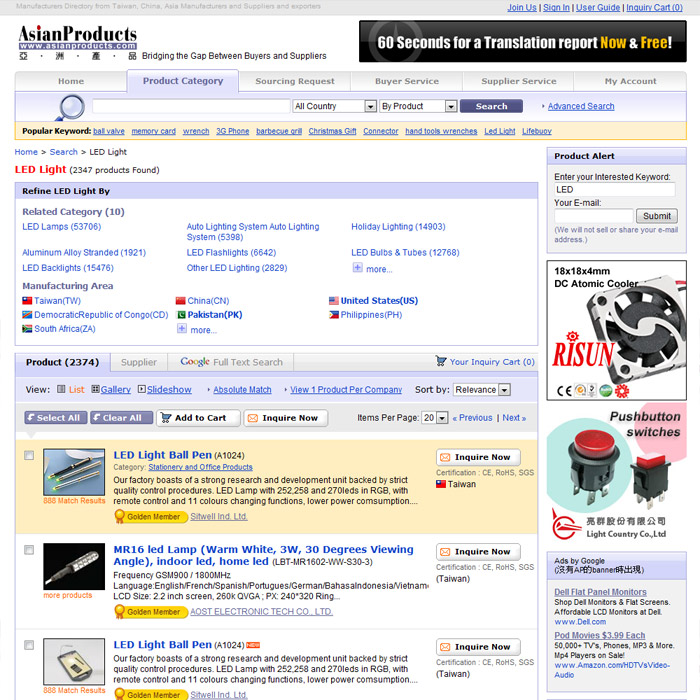 Manufacturers Directory from Taiwan, China, Asia Manufacturers and Suppliers and exporters
Join Us | Sign In | User Guide | Inquiry Cart (0)
AsianProducts
www.asianproducts.com
亞 · 洲 · 產 · 品 Bridging the Gap Between Buyers and Suppliers
60 Seconds for a Translation report Now & Free!
Home Product Category Sourcing Request Buyer Service Supplier Service My Account
All Country By Product Search Advanced Search
Popular Keyword: ball valve memory card wrench 3G Phone barbecue grill Christmas Gift Connector hand tools wrenches Led Light Lifebuoy
Home > Search > LED Light
LED Light (2347 products Found)
Refine LED Light By
Related Category (10)
LED Lamps (53706) Auto Lighting System Auto Lighting System (5398) Holiday Lighting (14903)
Aluminum Alloy Stranded (1921) LED Flashlights (6642) LED Bulbs & Tubes (12768)
LED Backlights (15476) Other LED Lighting (2829) more...
Manufacturing Area
Taiwan(TW) China(CN) United States(US)
DemocraticRepublic of Congo(CD) Pakistan(PK) Philippines(PH)
South Africa(ZA) more...
Product (2374) Supplier Google Full Text Search Your Inquiry Cart (0)
View: List Gallery Slideshow Absolute Match View 1 Product Per Company Sort by: Relevance
Select All Clear All Add to Cart Inquire Now Items Per Page: 20 « Previous | Next »
LED Light Ball Pen (A1024)
Category: Stationery and Office Products
Our factory boasts of a strong research and development unit backed by strict
quality control procedures. LED Lamp with 252,258 and 270leds in RGB, with
remote control and 11 colours changing functions, lower power comsumption....
888 Match Results
Golden Member Sitwell Ind. Ltd.
Inquire Now
Certification : CE, RoHS, SGS
Taiwan
MR16 led Lamp (Warm White, 3W, 30 Degrees Viewing
Angle), indoor led, home led (LBT-MR1602-WW-S30-3)
Frequency GSM900 / 1800MHz
Language:English/French/Spanish/Portugues/German/BahasaIndonesia/Vietnam
LCD Size: 2.2 inch screen, 260k QVGA ; PX: 240*320 Ring...
more products
Golden Member AOST ELECTRONIC TECH CO., LTD.
Inquire Now
Certification : CE, RoHS, SGS
(Taiwan)
LED Light Ball Pen (A1024)
Our factory boasts of a strong research and development unit backed by strict
quality control procedures. LED Lamp with 252,258 and 270leds in RGB, with
remote control and 11 colours changing functions, lower power comsumption....
888 Match Results
Golden Member Sitwell Ind. Ltd.
Inquire Now
Certification : CE, RoHS, SGS
(Taiwan)
Product Alert
Enter your Interested Keyword:
LED
Your E-mail:
Submit
(We will not sell or share your e-mail
address.)
18x18x4mm
DC Atomic Cooler
RISUN
Pushbutton
switches
亮群股份有限公司
Light Country Co.,Ltd
Ads by Google
(沒有AP的banner時出現)
Dell Flat Panel Monitors
Shop Dell Monitors & Flat Screens.
Affordable LCD Monitors at Dell.
www.Dell.com
Pod Movies $3.99 Each
50,000+ TV's, Phones, MP3 & More.
Mp4 Players on Sale!
www.Amazon.com/HDTVsVideo-
Audio